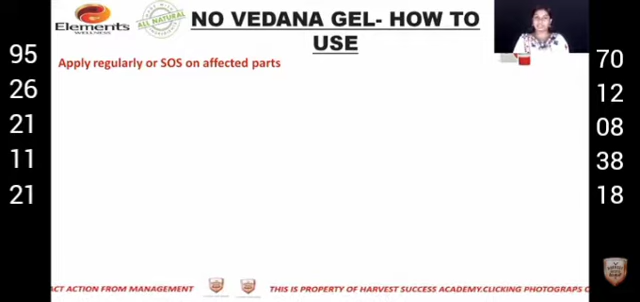 Elements
WELLNESS
ALL NATURAL
NO VEDANA GEL- HOW TO
USE
Apply regularly or SOS on affected parts
95
26
21
11
21
70
12
08
38
18
ACT ACTION FROM MANAGEMENT
THIS IS PROPERTY OF HARVEST SUCCESS ACADEMY.CLICKING PHOTOGRAPS C